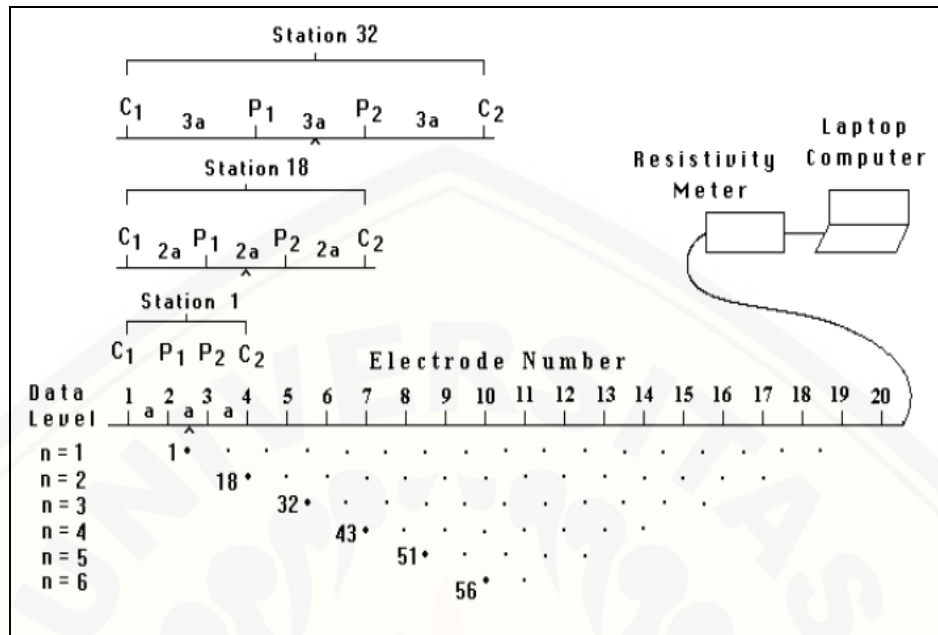 Station 32
C1 P1 P2 C2
3a 3a 3a
Station 18
C1 P1 P2 C2
2a 2a 2a
Station 1
C1 P1 P2 C2
Resistivity
Meter
Laptop
Computer
Electrode Number
Data
Level
1 2 3 4 5 6 7 8 9 10 11 12 13 14 15 16 17 18 19 20
a a a
n = 1 1
n = 2 18
n = 3 32
n = 4 43
n = 5 51
n = 6 56
UNIVERSITAS